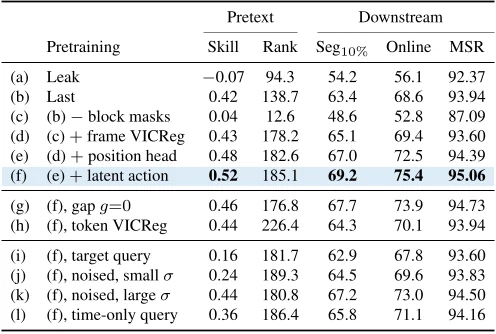 Pretext Downstream
Pretraining Skill Rank Seg10% Online MSR
(a) Leak −0.07 94.3 54.2 56.1 92.37
(b) Last 0.42 138.7 63.4 68.6 93.94
(c) (b) − block masks 0.04 12.6 48.6 52.8 87.09
(d) (c) + frame VICReg 0.43 178.2 65.1 69.4 93.60
(e) (d) + position head 0.48 182.6 67.0 72.5 94.39
(f) (e) + latent action 0.52 185.1 69.2 75.4 95.06
(g) (f), gap g=0 0.46 176.8 67.7 73.9 94.73
(h) (f), token VICReg 0.44 226.4 64.3 70.1 93.94
(i) (f), target query 0.16 181.7 62.9 67.8 93.60
(j) (f), noised, small σ 0.24 189.3 64.5 69.6 93.83
(k) (f), noised, large σ 0.44 180.8 67.2 73.0 94.50
(l) (f), time-only query 0.36 186.4 65.8 71.1 94.16